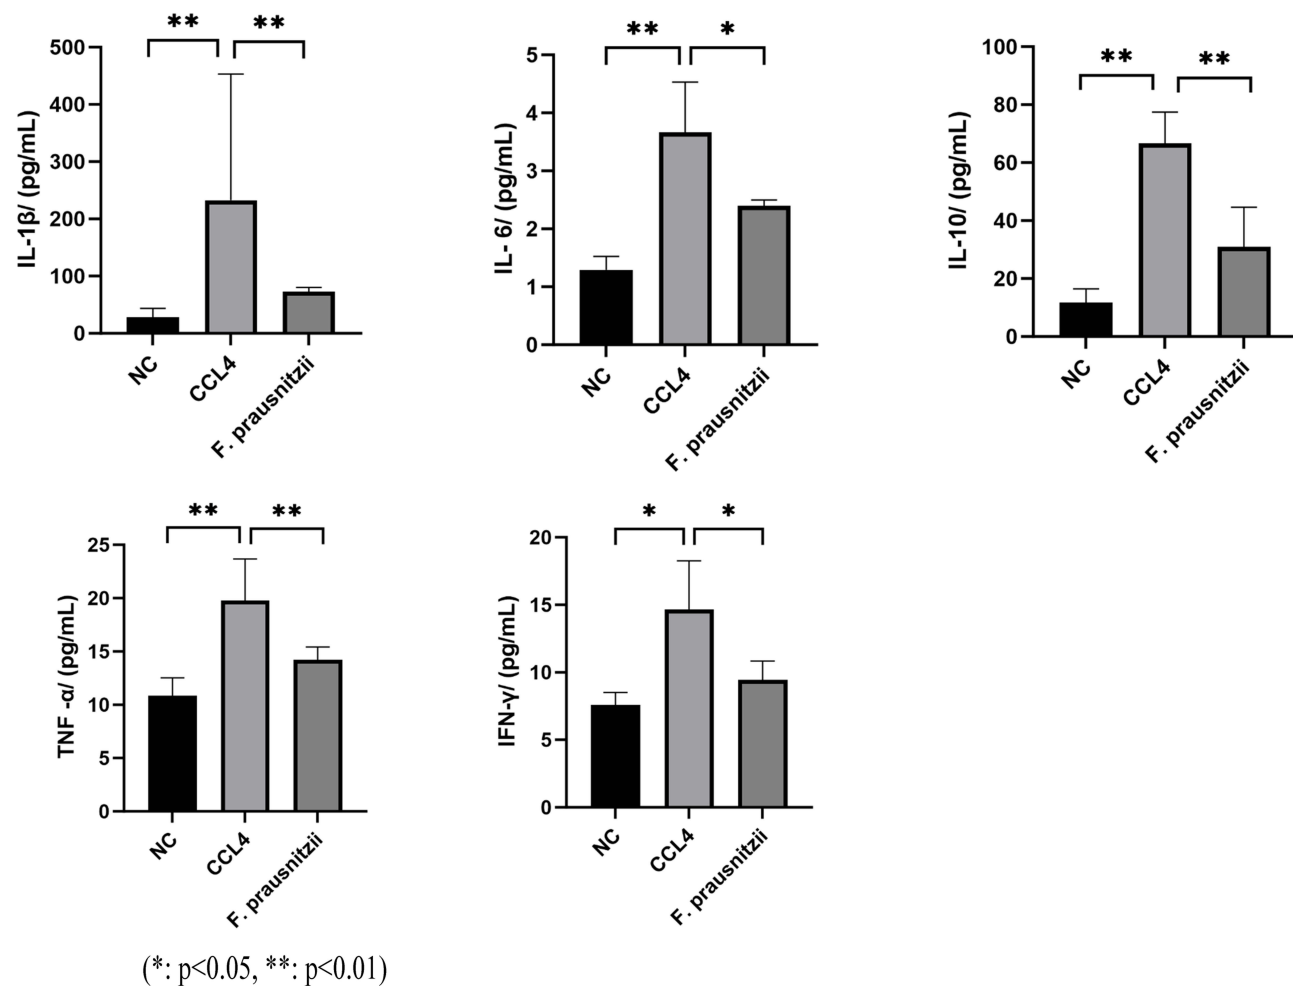 ** **
500
400
300
200
100
0
IL-1β/ (pg/mL)
NC
CCL4
F. prausnitzii
** *
5
4
3
2
1
0
IL- 6/ (pg/mL)
NC
CCL4
F. prausnitzii
** **
100
80
60
40
20
0
IL-10/ (pg/mL)
NC
CCL4
F. prausnitzii
** **
25
20
15
10
5
0
TNF -α/ (pg/mL)
NC
CCL4
F. prausnitzii
* *
20
15
10
5
0
IFN-γ/ (pg/mL)
NC
CCL4
F. prausnitzii
(*: p<0.05, **: p<0.01)